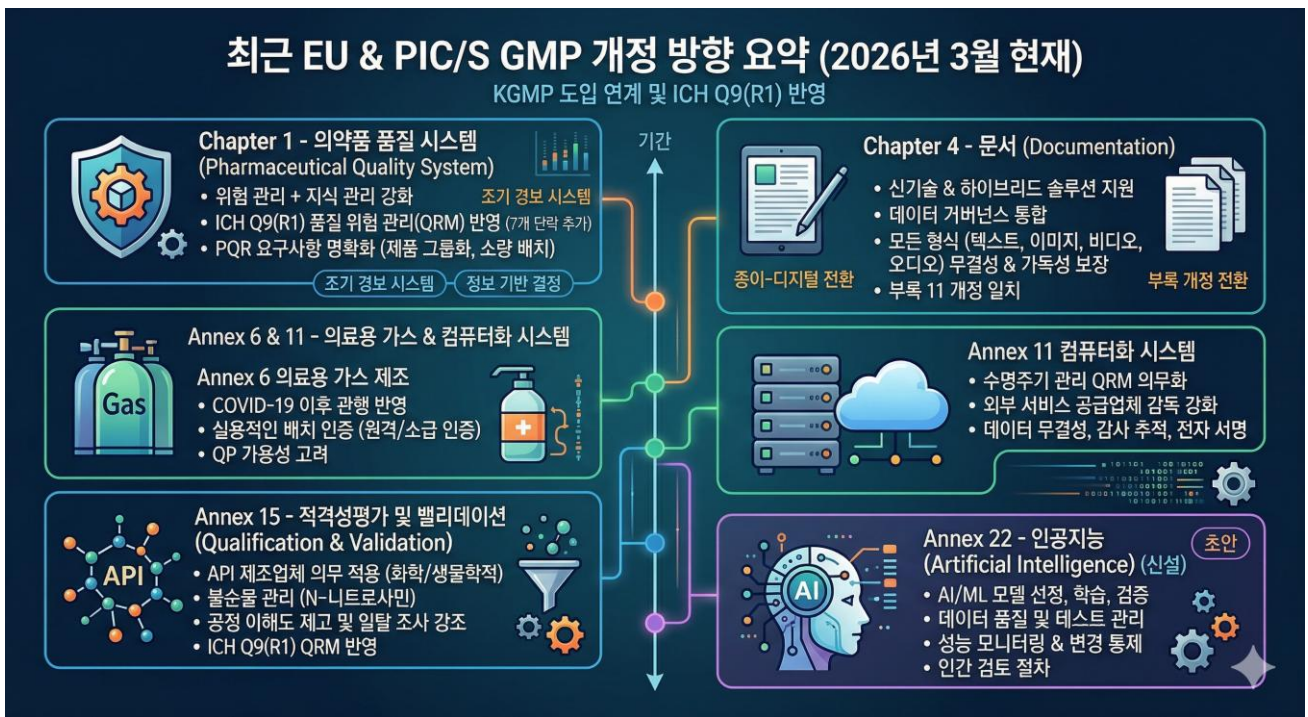 최근 EU & PIC/S GMP 개정 방향 요약 (2026년 3월 현재)
KGMP 도입 연계 및 ICH Q9(R1) 반영
Chapter 1 - 의약품 품질 시스템
(Pharmaceutical Quality System)
• 위험 관리 + 지식 관리 강화
조기 경보 시스템
• ICH Q9(R1) 품질 위험 관리(QRM) 반영 (7개 단락 추가)
• PQR 요구사항 명확화 (제품 그룹화, 소량 배치)
조기 경보 시스템
정보 기반 결정
기간
Chapter 4 - 문서 (Documentation)
• 신기술 & 하이브리드 솔루션 지원
• 데이터 거버넌스 통합
• 모든 형식 (텍스트, 이미지, 비디오,
오디오) 무결성 & 가독성 보장
• 부록 11 개정 일치
종이-디지털 전환
부록 개정 전환
Annex 6 & 11 - 의료용 가스 & 컴퓨터화 시스템
Gas
Annex 6 의료용 가스 제조
• COVID-19 이후 관행 반영
• 실용적인 배치 인증 (원격/소급 인증)
• QP 가용성 고려
Annex 11 컴퓨터화 시스템
• 수명주기 관리 QRM 의무화
• 외부 서비스 공급업체 감독 강화
• 데이터 무결성, 감사 추적, 전자 서명
Annex 15 - 적격성평가 및 밸리데이션
(Qualification & Validation)
API
• API 제조업체 의무 적용 (화학/생물학적)
• 불순물 관리 (N-니트로사민)
• 공정 이해도 제고 및 일탈 조사 강조
• ICH Q9(R1) QRM 반영
Annex 22 - 인공지능
(Artificial Intelligence) (신설)
초안
AI
• AI/ML 모델 선정, 학습, 검증
• 데이터 품질 및 테스트 관리
• 성능 모니터링 & 변경 통제
• 인간 검토 절차